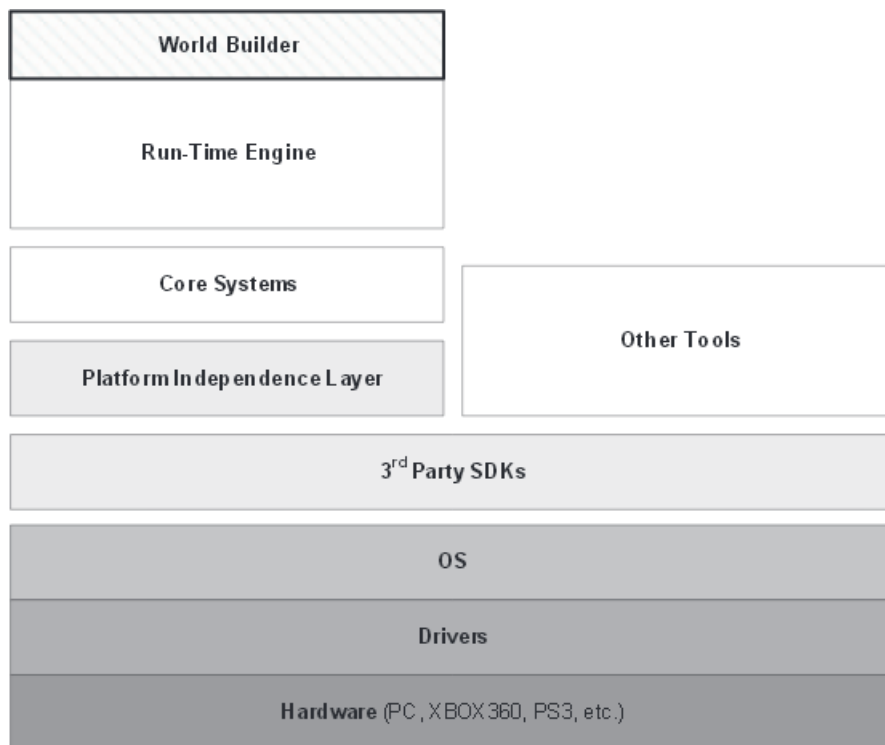 World Builder
Run-Time Engine
Core Systems
Other Tools
Platform Independence Layer
3rd Party SDKs
OS
Drivers
Hardware (PC, XBOX360, PS3, etc.)